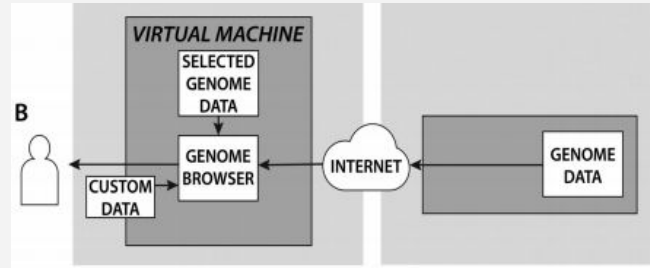 VIRTUAL MACHINE
SELECTED
GENOME
DATA
B
GENOME
BROWSER
CUSTOM
DATA
INTERNET
GENOME
DATA